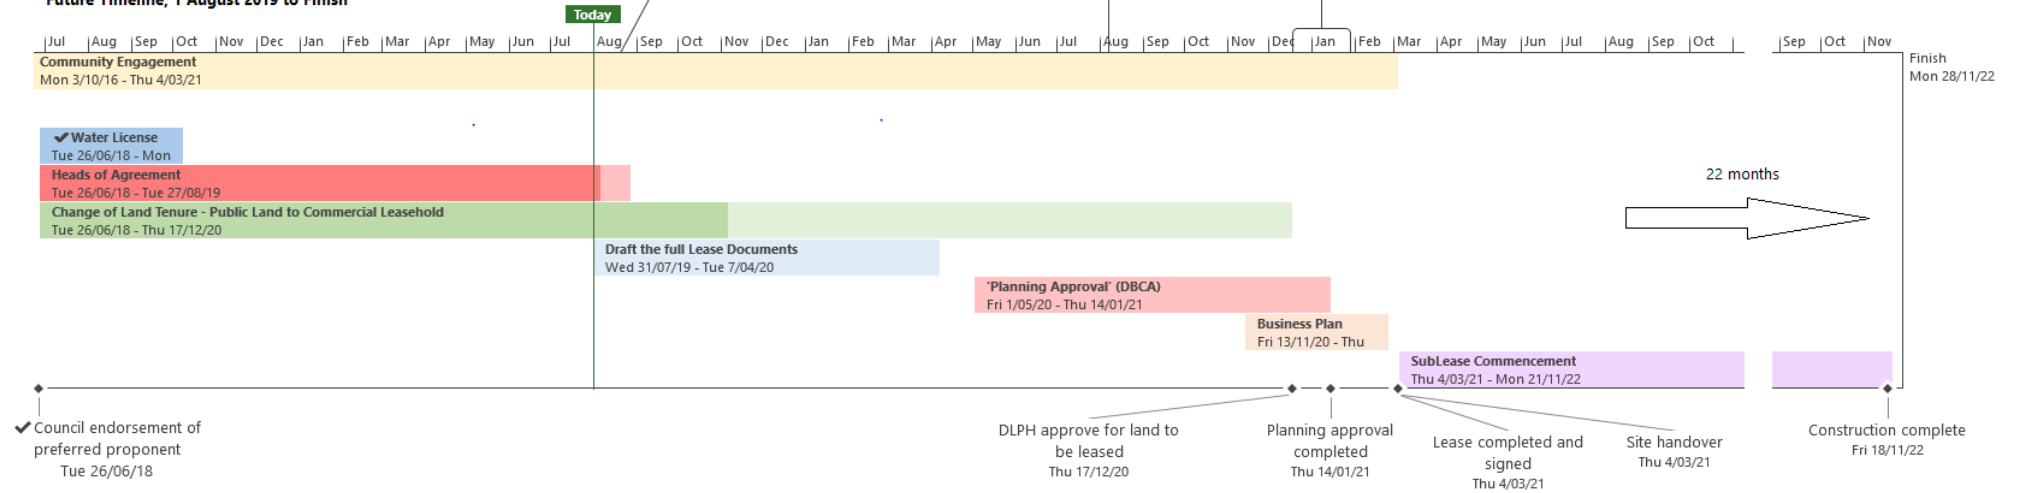 Future Timeline, 1 August 2019 to Finish
Today
Jul Aug Sep Oct Nov Dec Jan Feb Mar Apr May Jun Jul Aug Sep Oct Nov Dec Jan Feb Mar Apr May Jun Jul Aug Sep Oct Nov Dec Jan Feb Mar Apr May Jun Jul Aug Sep Oct Sep Oct Nov
Finish
Mon 28/11/22
Community Engagement
Mon 3/10/16 - Thu 4/03/21
Water License
Tue 26/06/18 - Mon
Heads of Agreement
Tue 26/06/18 - Tue 27/08/19
22 months
Change of Land Tenure - Public Land to Commercial Leasehold
Tue 26/06/18 - Thu 17/12/20
Draft the full Lease Documents
Wed 31/07/19 - Tue 7/04/20
'Planning Approval' (DBCA)
Fri 1/05/20 - Thu 14/01/21
Business Plan
Fri 13/11/20 - Thu
SubLease Commencement
Thu 4/03/21 - Mon 21/11/22
Council endorsement of
preferred proponent
Tue 26/06/18
DLPH approve for land to
be leased
Thu 17/12/20
Planning approval
completed
Thu 14/01/21
Lease completed and
signed
Thu 4/03/21
Site handover
Thu 4/03/21
Construction complete
Fri 18/11/22